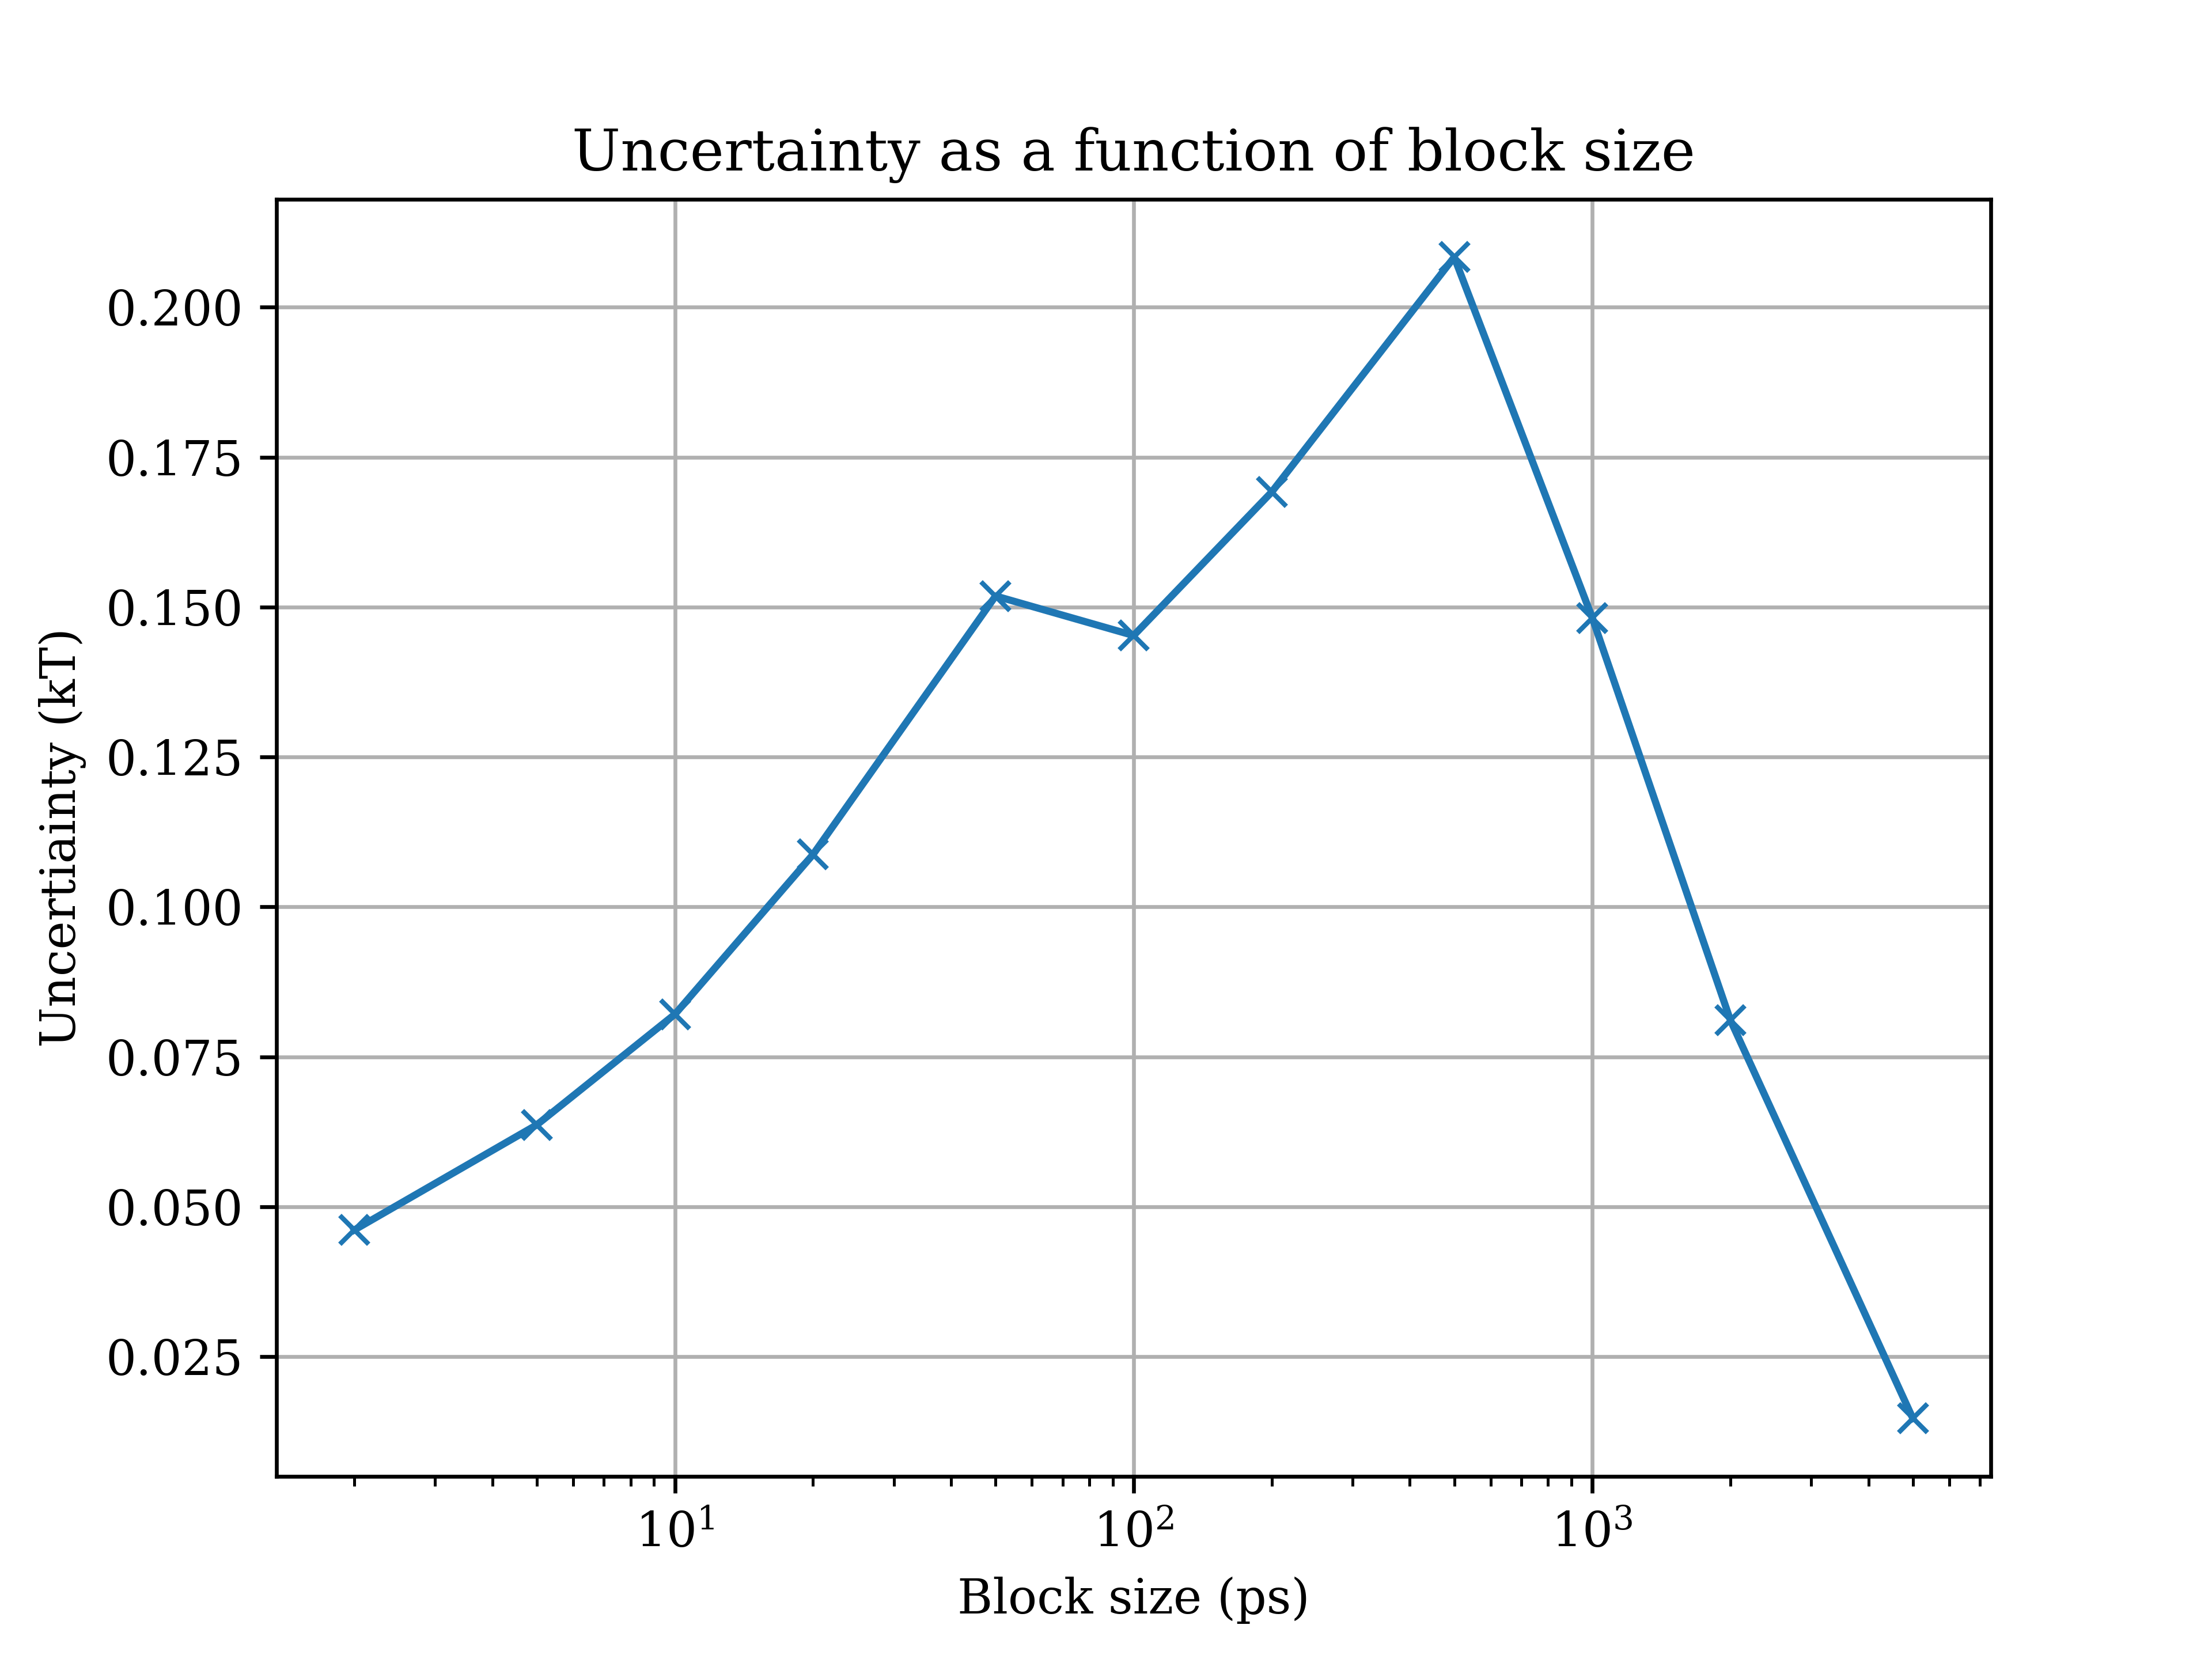 Uncertainty as a function of block size
Uncertiainty (kT)
0.200
0.175
0.150
0.125
0.100
0.075
0.050
0.025
10¹ 10² 10³
Block size (ps)